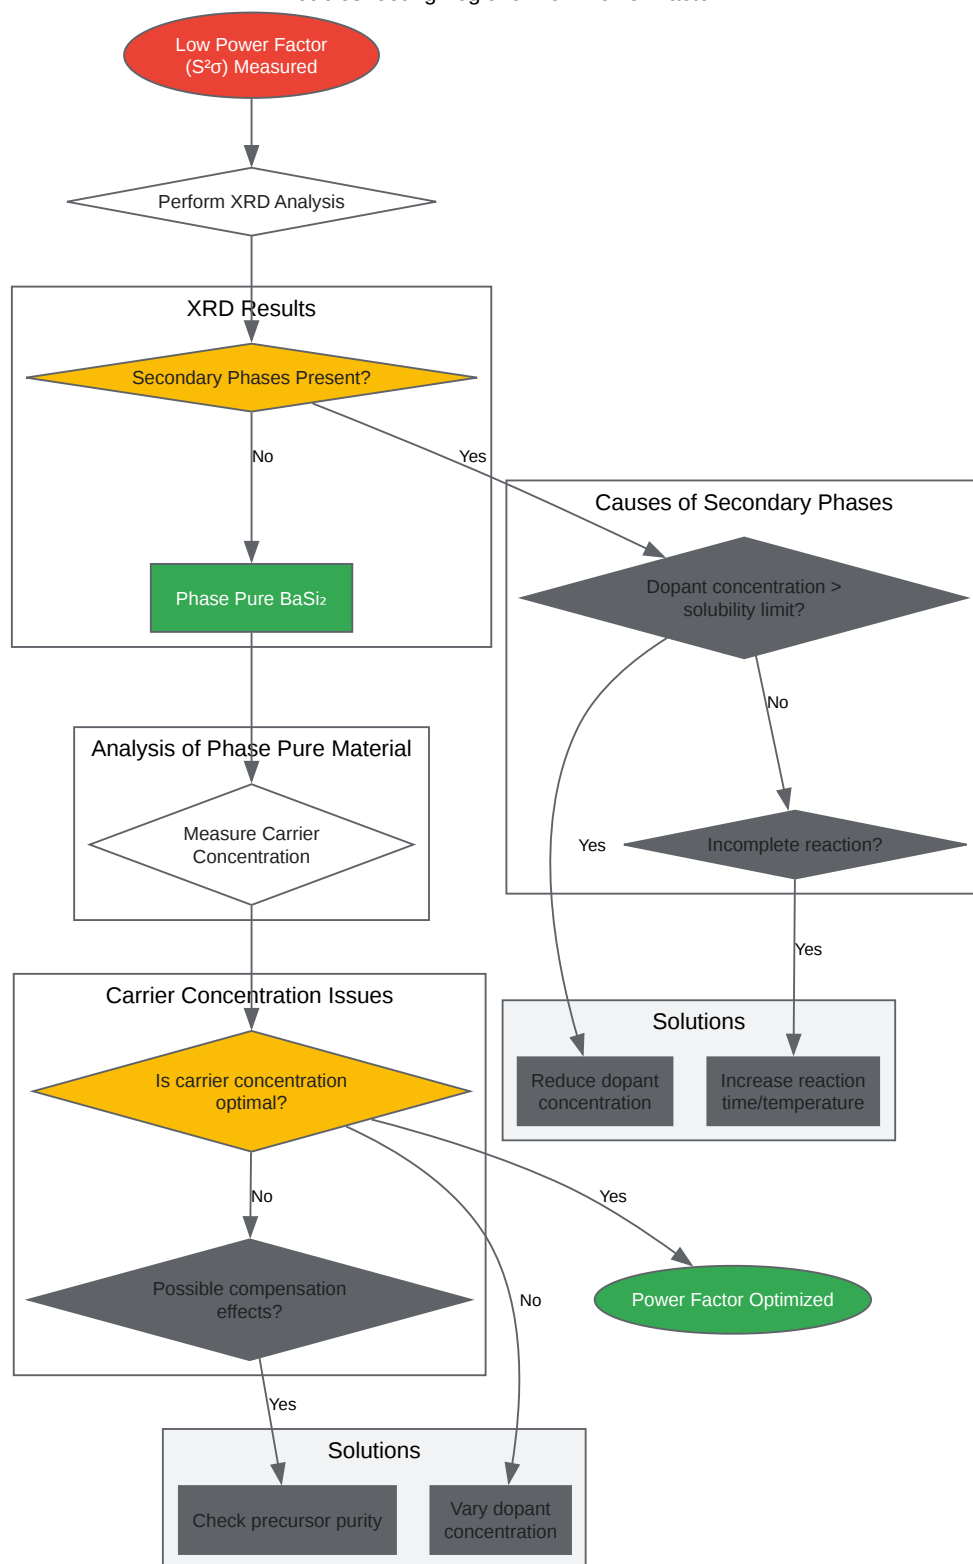 Low Power Factor
(S²σ) Measured
Perform XRD Analysis
XRD Results
Secondary Phases Present?
No
Yes
Causes of Secondary Phases
Dopant concentration >
solubility limit?
Phase Pure BaSi₂
No
Analysis of Phase Pure Material
Measure Carrier
Concentration
Yes
Incomplete reaction?
Yes
Carrier Concentration Issues
Solutions
Is carrier concentration
optimal?
Reduce dopant
concentration
Increase reaction
time/temperature
No
Yes
Possible compensation
effects?
No
Power Factor Optimized
Yes
Solutions
Check precursor purity
Vary dopant
concentration